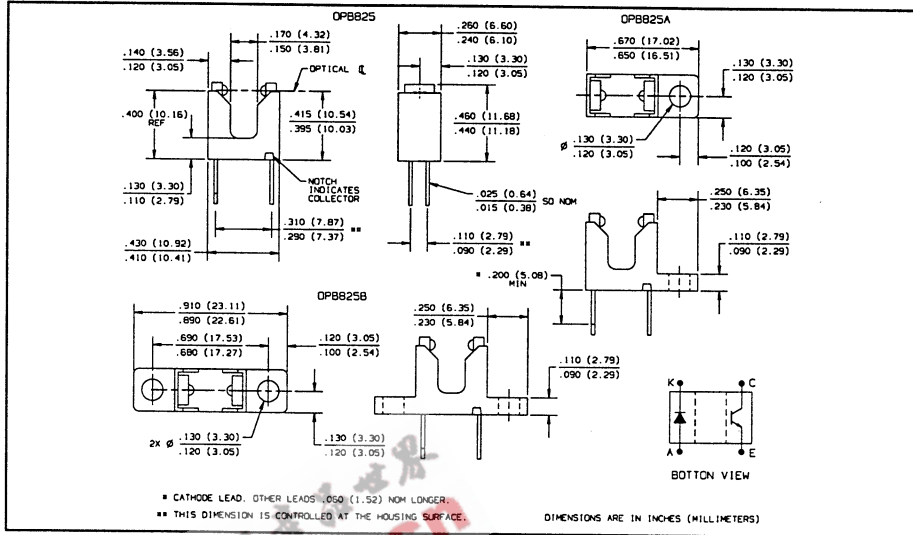 OPB825
.140 (3.56)
.120 (3.05)
.170 (4.32)
.150 (3.81)
OPTICAL ℄
.400 (10.16)
REF
.415 (10.54)
.395 (10.03)
.130 (3.30)
.110 (2.79)
NOTCH
INDICATES
COLLECTOR
.310 (7.87) **
.290 (7.37)
.430 (10.92)
.410 (10.41)
.260 (6.60)
.240 (6.10)
.130 (3.30)
.120 (3.05)
.460 (11.68)
.440 (11.18)
.025 (0.64) SQ NOM
.015 (0.38)
.110 (2.79) **
.090 (2.29)
OPB825A
.670 (17.02)
.650 (16.51)
.130 (3.30)
.120 (3.05)
Ø .130 (3.30)
.120 (3.05)
.120 (3.05)
.100 (2.54)
.250 (6.35)
.230 (5.84)
.110 (2.79)
.090 (2.29)
* .200 (5.08)
MIN
OPB825B
.910 (23.11)
.890 (22.61)
.690 (17.53)
.680 (17.27)
.120 (3.05)
.100 (2.54)
2X Ø .130 (3.30)
.120 (3.05)
.130 (3.30)
.120 (3.05)
.250 (6.35)
.230 (5.84)
.110 (2.79)
.090 (2.29)
K C
A E
BOTTON VIEW
* CATHODE LEAD. OTHER LEADS .060 (1.52) NOM LONGER.
** THIS DIMENSION IS CONTROLLED AT THE HOUSING SURFACE.
DIMENSIONS ARE IN INCHES (MILLIMETERS)